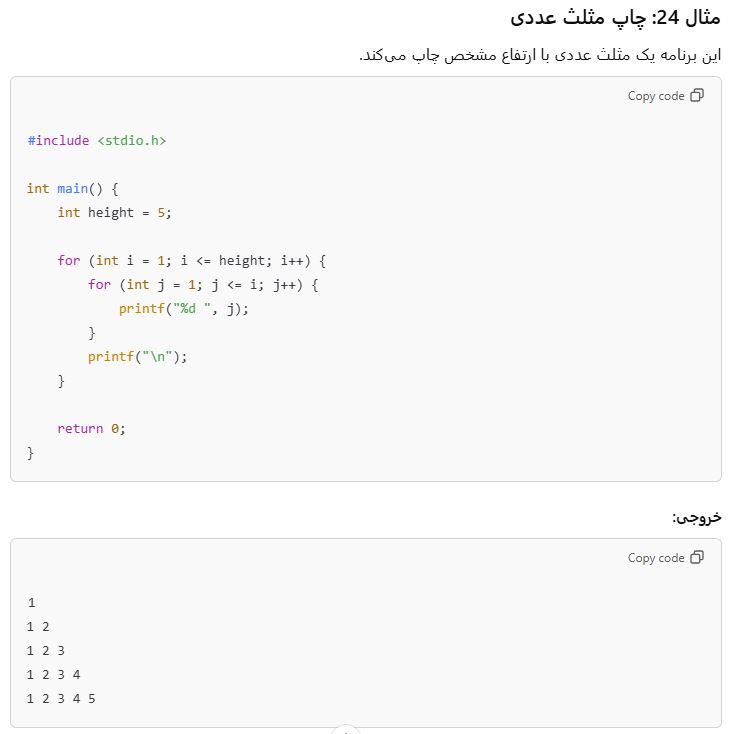 مثال 24: چاپ مثلث عددی
این برنامه یک مثلث عددی با ارتفاع مشخص چاپ می‌کند.
Copy code
#include <stdio.h>
int main() {
    int height = 5;
    for (int i = 1; i <= height; i++) {
        for (int j = 1; j <= i; j++) {
            printf("%d ", j);
        }
        printf("\n");
    }
    return 0;
}
خروجی:
Copy code
1
1 2
1 2 3
1 2 3 4
1 2 3 4 5